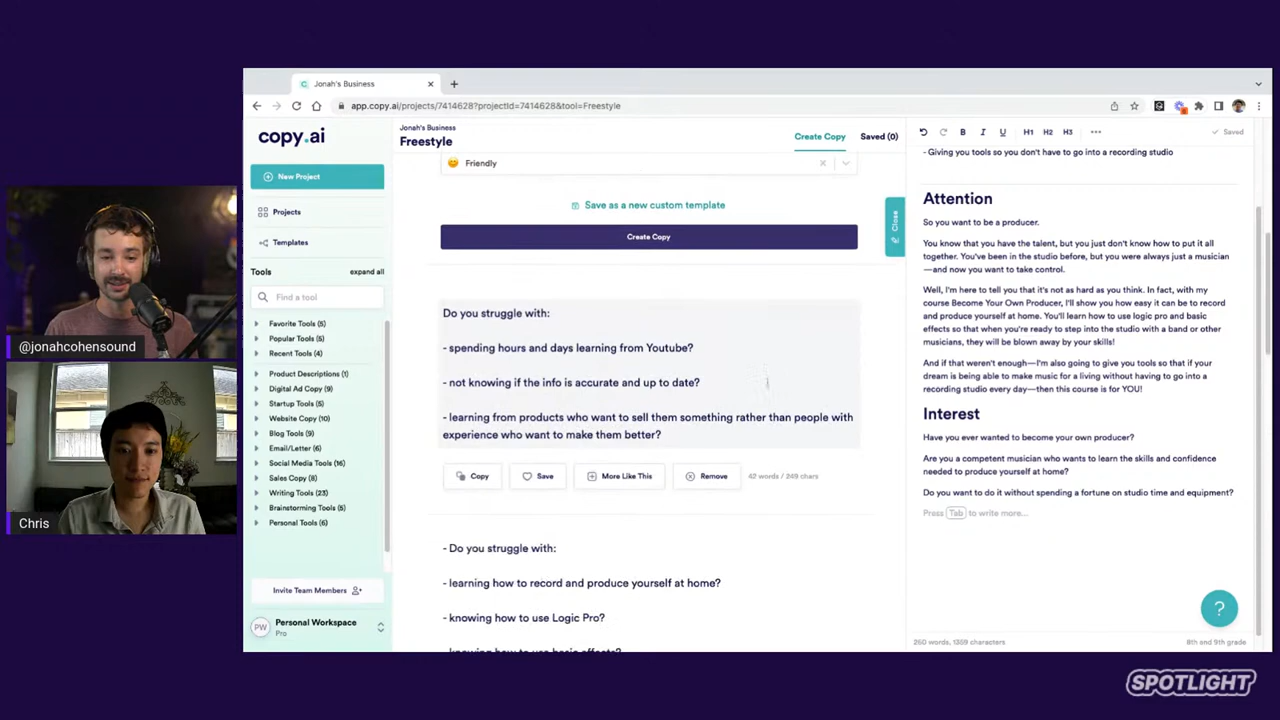 Jonah's Business
app.copy.ai/projects/7414628?projectId=7414628&tool=Freestyle
copy.ai
New Project
Projects
Templates
Tools
expand all
Find a tool
Favorite Tools (5)
Popular Tools (5)
Recent Tools (4)
Product Descriptions (1)
Digital Ad Copy (9)
Startup Tools (5)
Website Copy (10)
Blog Tools (9)
Email/Letter (6)
Social Media Tools (16)
Sales Copy (8)
Writing Tools (23)
Brainstorming Tools (5)
Personal Tools (6)
Invite Team Members
PW
Personal Workspace
Pro
Jonah's Business
Freestyle
Create Copy
Saved (0)
Friendly
Save as a new custom template
Create Copy
Close
Do you struggle with:
- spending hours and days learning from Youtube?
- not knowing if the info is accurate and up to date?
- learning from products who want to sell them something rather than people with
experience who want to make them better?
Copy
Save
More Like This
Remove
42 words / 249 chars
- Do you struggle with:
- learning how to record and produce yourself at home?
- knowing how to use Logic Pro?
- knowing how to use basic effects?
B
I
U
H1
H2
H3
Saved
- Giving you tools so you don't have to go into a recording studio
Attention
So you want to be a producer.
You know that you have the talent, but you just don't know how to put it all
together. You've been in the studio before, but you were always just a musician
—and now you want to take control.
Well, I'm here to tell you that it's not as hard as you think. In fact, with my
course Become Your Own Producer, I'll show you how easy it can be to record
and produce yourself at home. You'll learn how to use logic pro and basic
effects so that when you're ready to step into the studio with a band or other
musicians, they will be blown away by your skills!
And if that weren't enough—I'm also going to give you tools so that if your
dream is being able to make music for a living without having to go into a
recording studio every day—then this course is for YOU!
Interest
Have you ever wanted to become your own producer?
Are you a competent musician who wants to learn the skills and confidence
needed to produce yourself at home?
Do you want to do it without spending a fortune on studio time and equipment?
Press Tab to write more...
?
260 words, 1359 characters
8th and 9th grade
@jonahcohensound
Chris
SPOTLIGHT